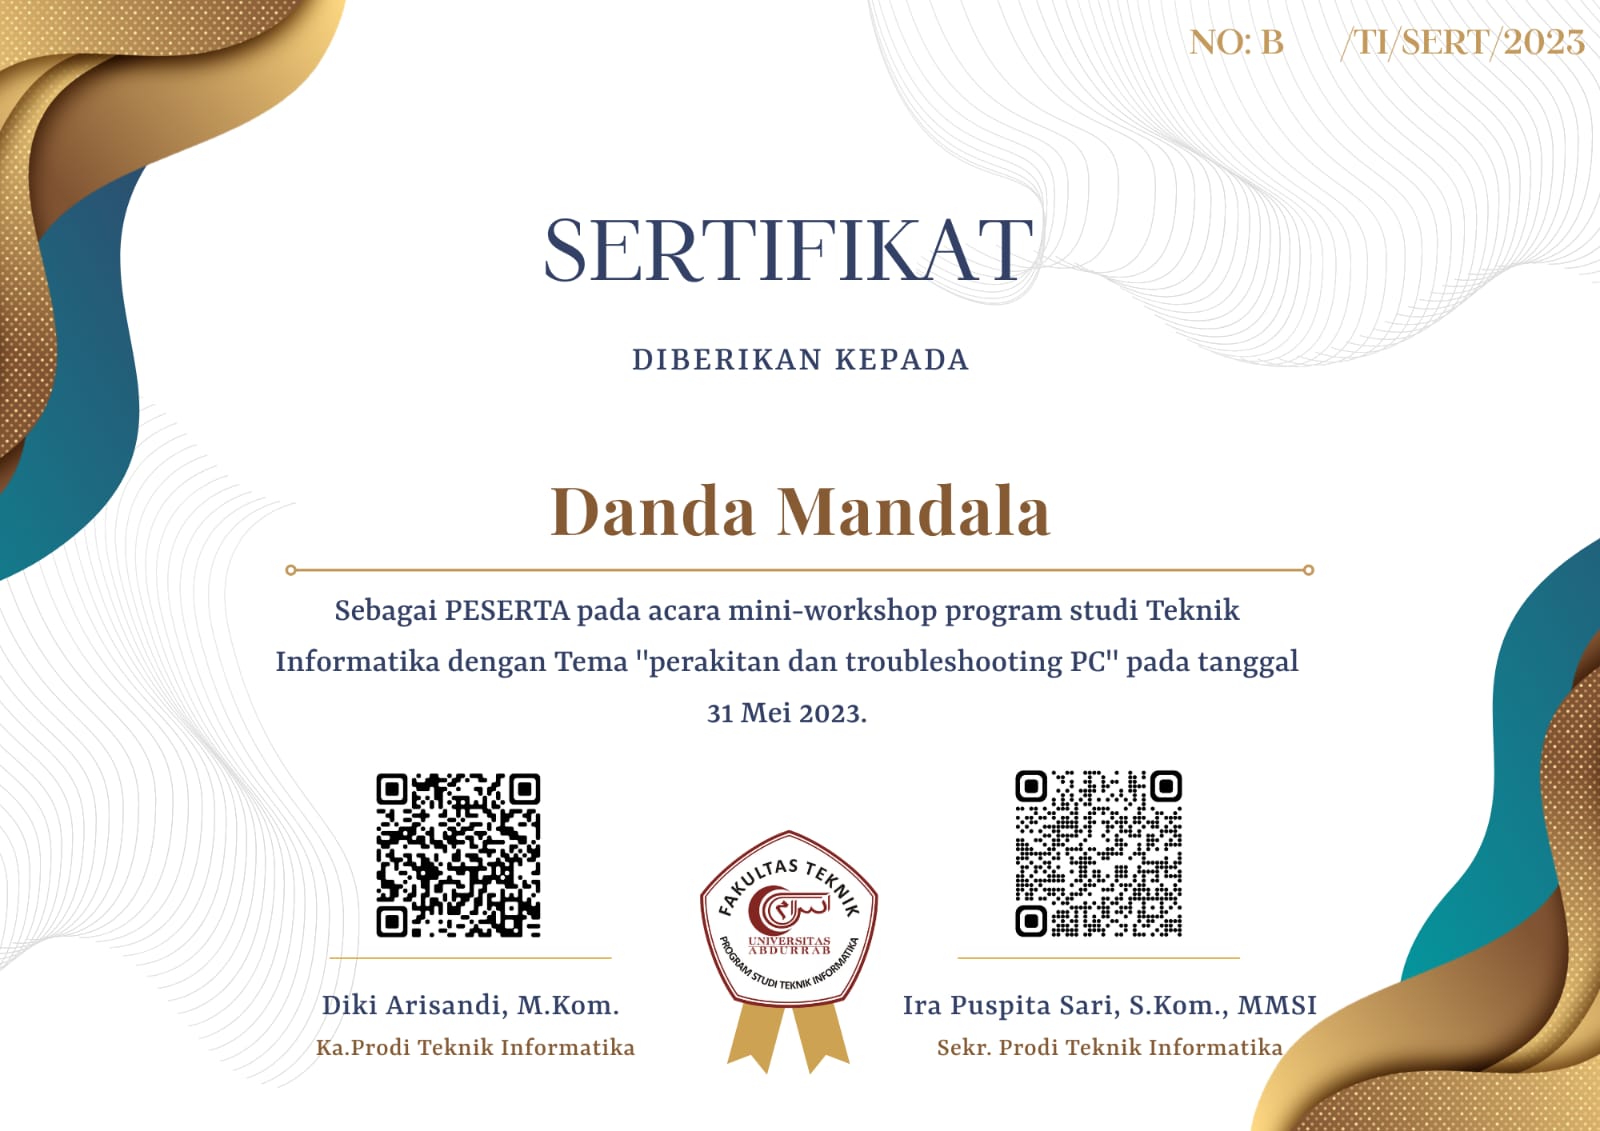 NO: B /TI/SERT/2023
SERTIFIKAT
DIBERIKAN KEPADA
Danda Mandala
Sebagai PESERTA pada acara mini-workshop program studi Teknik
Informatika dengan Tema "perakitan dan troubleshooting PC" pada tanggal
31 Mei 2023.
FAKULTAS TEKNIK
UNIVERSITAS
ABDURRAB
PROGRAM STUDI TEKNIK INFORMATIKA
Diki Arisandi, M.Kom.
Ka.Prodi Teknik Informatika
Ira Puspita Sari, S.Kom., MMSI
Sekr. Prodi Teknik Informatika